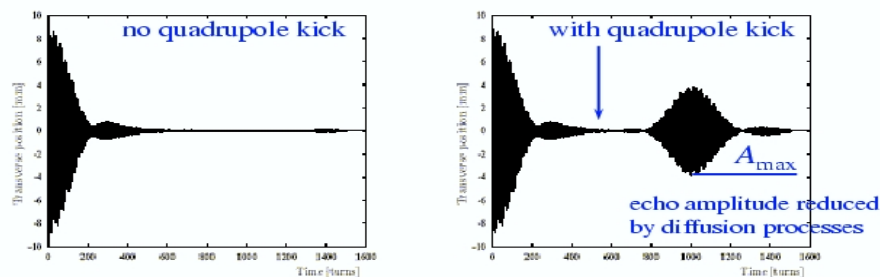 no quadrupole kick
10
8
6
4
2
0
-2
-4
-6
-8
-10
Transverse position [mm]
0 200 400 600 800 1000 1200 1400 1600
Time [turns]
with quadrupole kick
10
8
6
4
2
0
-2
-4
-6
-8
-10
Transverse position [mm]
A max
echo amplitude reduced
by diffusion processes
0 200 400 600 800 1000 1200 1400 1600
Time [turns]